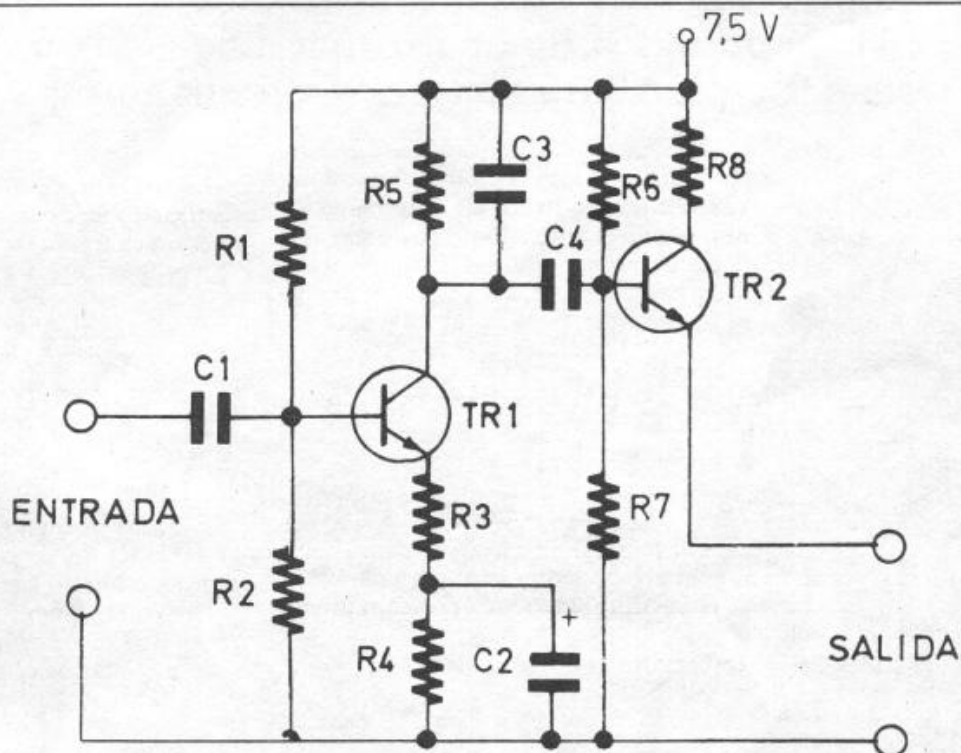 7,5 V
C3
R5
R6
R8
C4
R1
TR2
C1
TR1
ENTRADA
R3
R7
R2
+
R4
C2
SALIDA